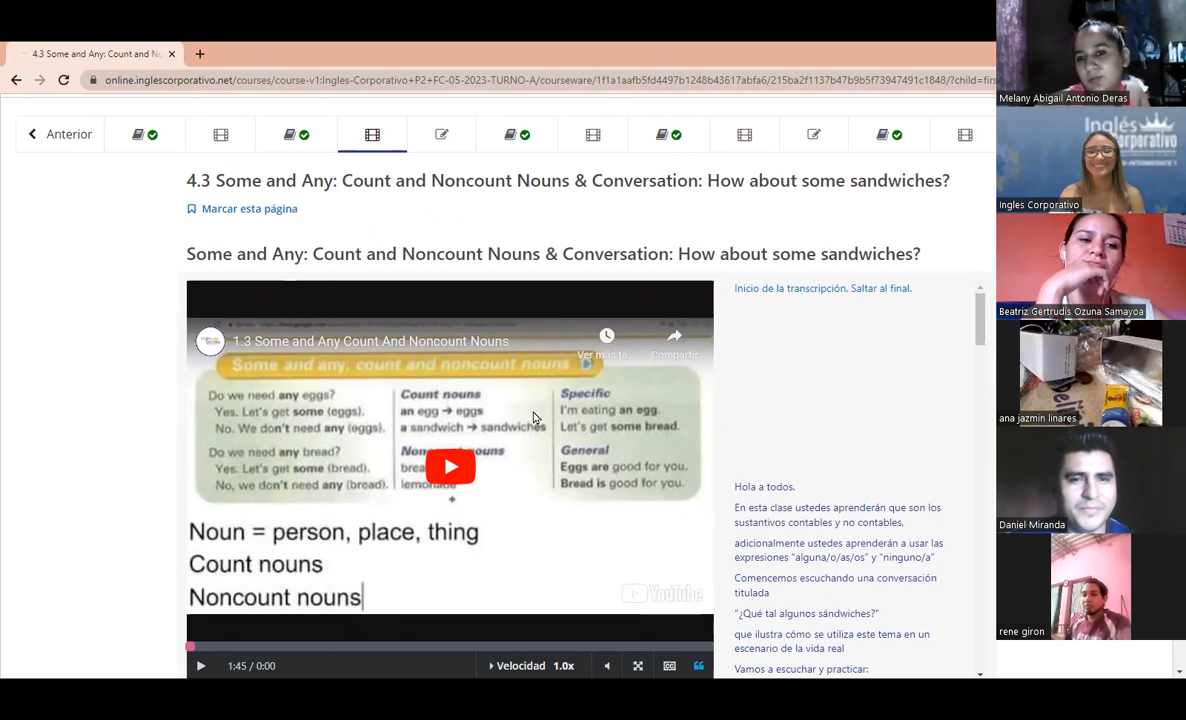 4.3 Some and Any: Count and No
online.inglescorporativo.net/courses/course-v1:Ingles-Corporativo+P2+FC-05-2023-TURNO-A/courseware/1f1a1aafb5fd4497b1248b43617abfa6/215ba2f1137b47b9b5f73947491c1848/?child=firs
Anterior
4.3 Some and Any: Count and Noncount Nouns & Conversation: How about some sandwiches?
Marcar esta página
Some and Any: Count and Noncount Nouns & Conversation: How about some sandwiches?
1.3 Some and Any Count And Noncount Nouns
Ver más ta
Compartir
Some and any; count and noncount nouns
Do we need any eggs?
Yes. Let's get some (eggs).
No. We don't need any (eggs).
Do we need any bread?
Yes. Let's get some (bread).
No, we don't need any (bread).
Count nouns
an egg → eggs
a sandwich → sandwiches
nouns
brea
lemonade
Specific
I'm eating an egg.
Let's get some bread.
General
Eggs are good for you.
Bread is good for you.
Noun = person, place, thing
Count nouns
Noncount nouns
YouTube
1:45 / 0:00
Velocidad 1.0x
CC
Inicio de la transcripción. Saltar al final.
Hola a todos.
En esta clase ustedes aprenderán que son los
sustantivos contables y no contables,
adicionalmente ustedes aprenderán a usar las
expresiones "alguna/o/as/os" y "ninguno/a"
Comencemos escuchando una conversación
titulada
"¿Qué tal algunos sándwiches?"
que ilustra cómo se utiliza este tema en un
escenario de la vida real
Vamos a escuchar y practicar:
Melany Abigail Antonio Deras
Inglés
Corporativo
Ingles Corporativo
Beatriz Gertrudis Ozuna Samayoa
ana jazmin linares
Daniel Miranda
rene giron